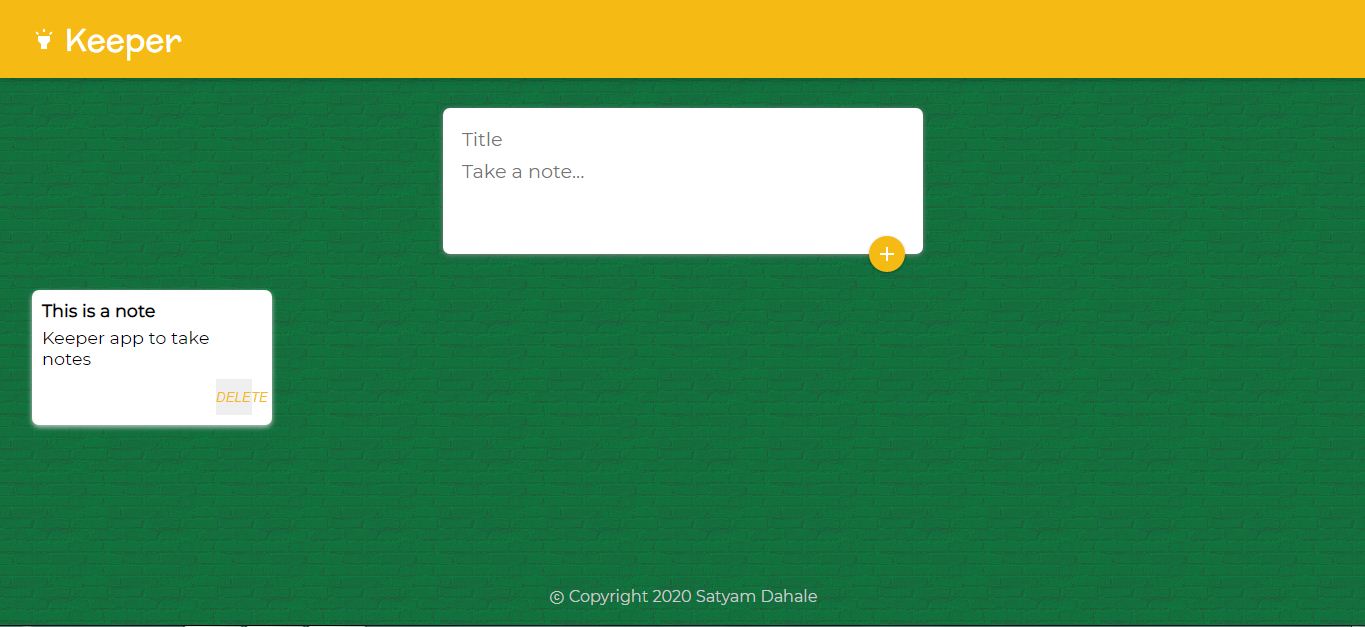 Keeper
Title
Take a note...
This is a note
Keeper app to take
notes
DELETE
© Copyright 2020 Satyam Dahale